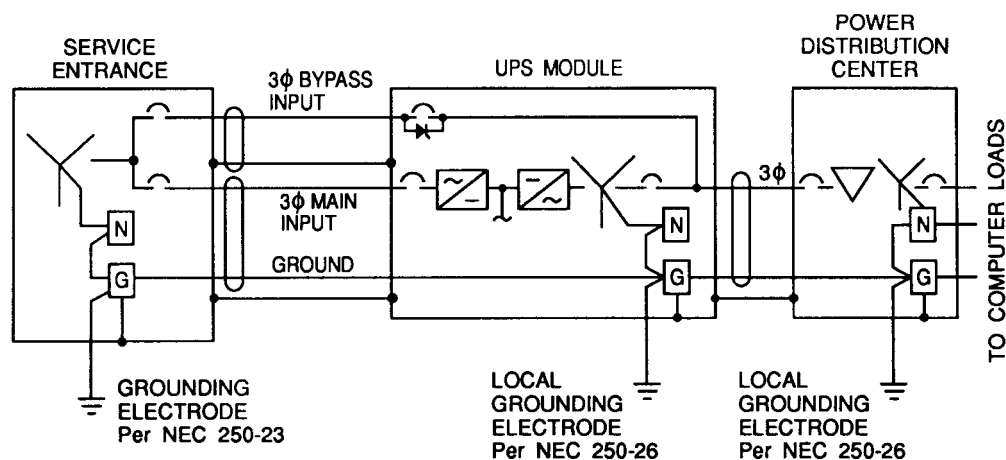 SERVICE
ENTRANCE
3ϕ BYPASS
INPUT
UPS MODULE
POWER
DISTRIBUTION
CENTER
3ϕ MAIN
INPUT
3ϕ
N
N
N
GROUND
G
G
G
TO COMPUTER LOADS
GROUNDING
ELECTRODE
Per NEC 250-23
LOCAL
GROUNDING
ELECTRODE
Per NEC 250-26
LOCAL
GROUNDING
ELECTRODE
Per NEC 250-26